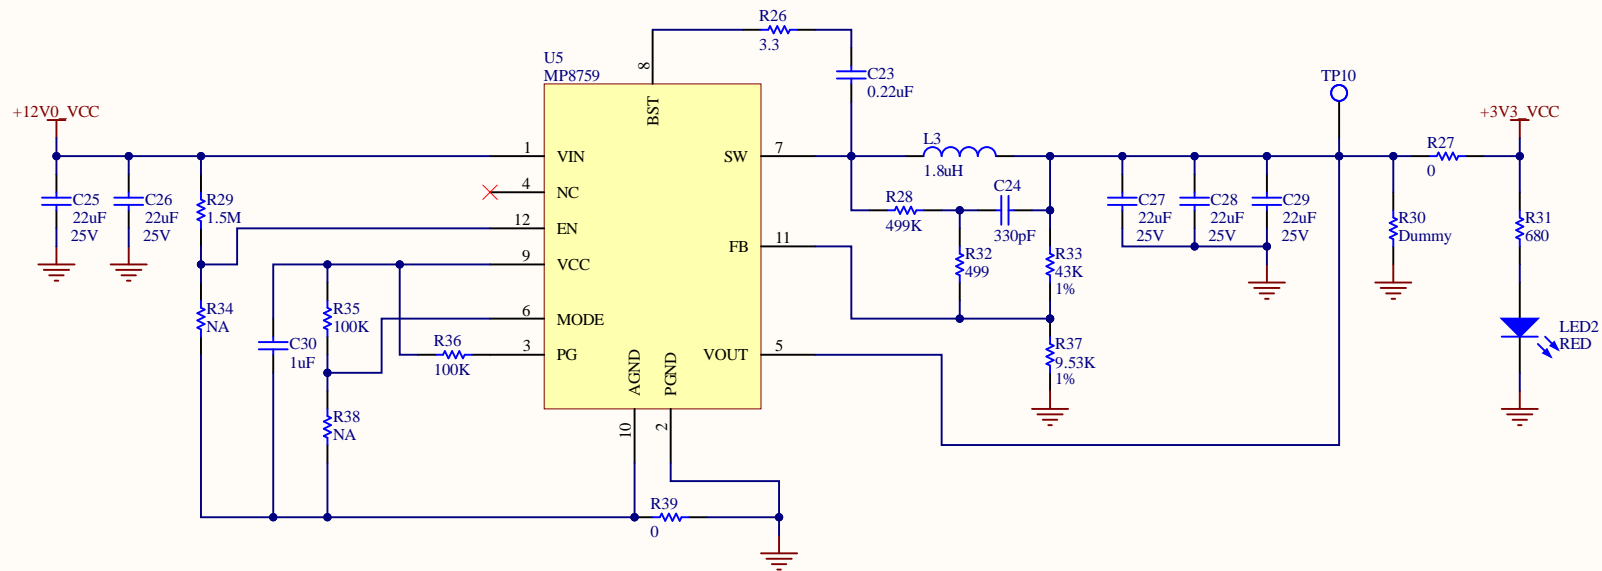 R26
3.3
U5
MP8759
8
BST
C23
0.22uF
TP10
+12V0_VCC
+3V3_VCC
1
VIN
SW
7
L3
1.8uH
R27
0
4
NC
C25
22uF
25V
C26
22uF
25V
R29
1.5M
R28
499K
C24
330pF
C27
22uF
25V
C28
22uF
25V
C29
22uF
25V
R30
Dummy
R31
680
12
EN
FB
11
R32
499
R33
43K
1%
9
VCC
R34
NA
R35
100K
6
MODE
C30
1uF
R36
100K
3
PG
VOUT
5
R37
9.53K
1%
LED2
RED
AGND
PGND
10
2
R38
NA
R39
0